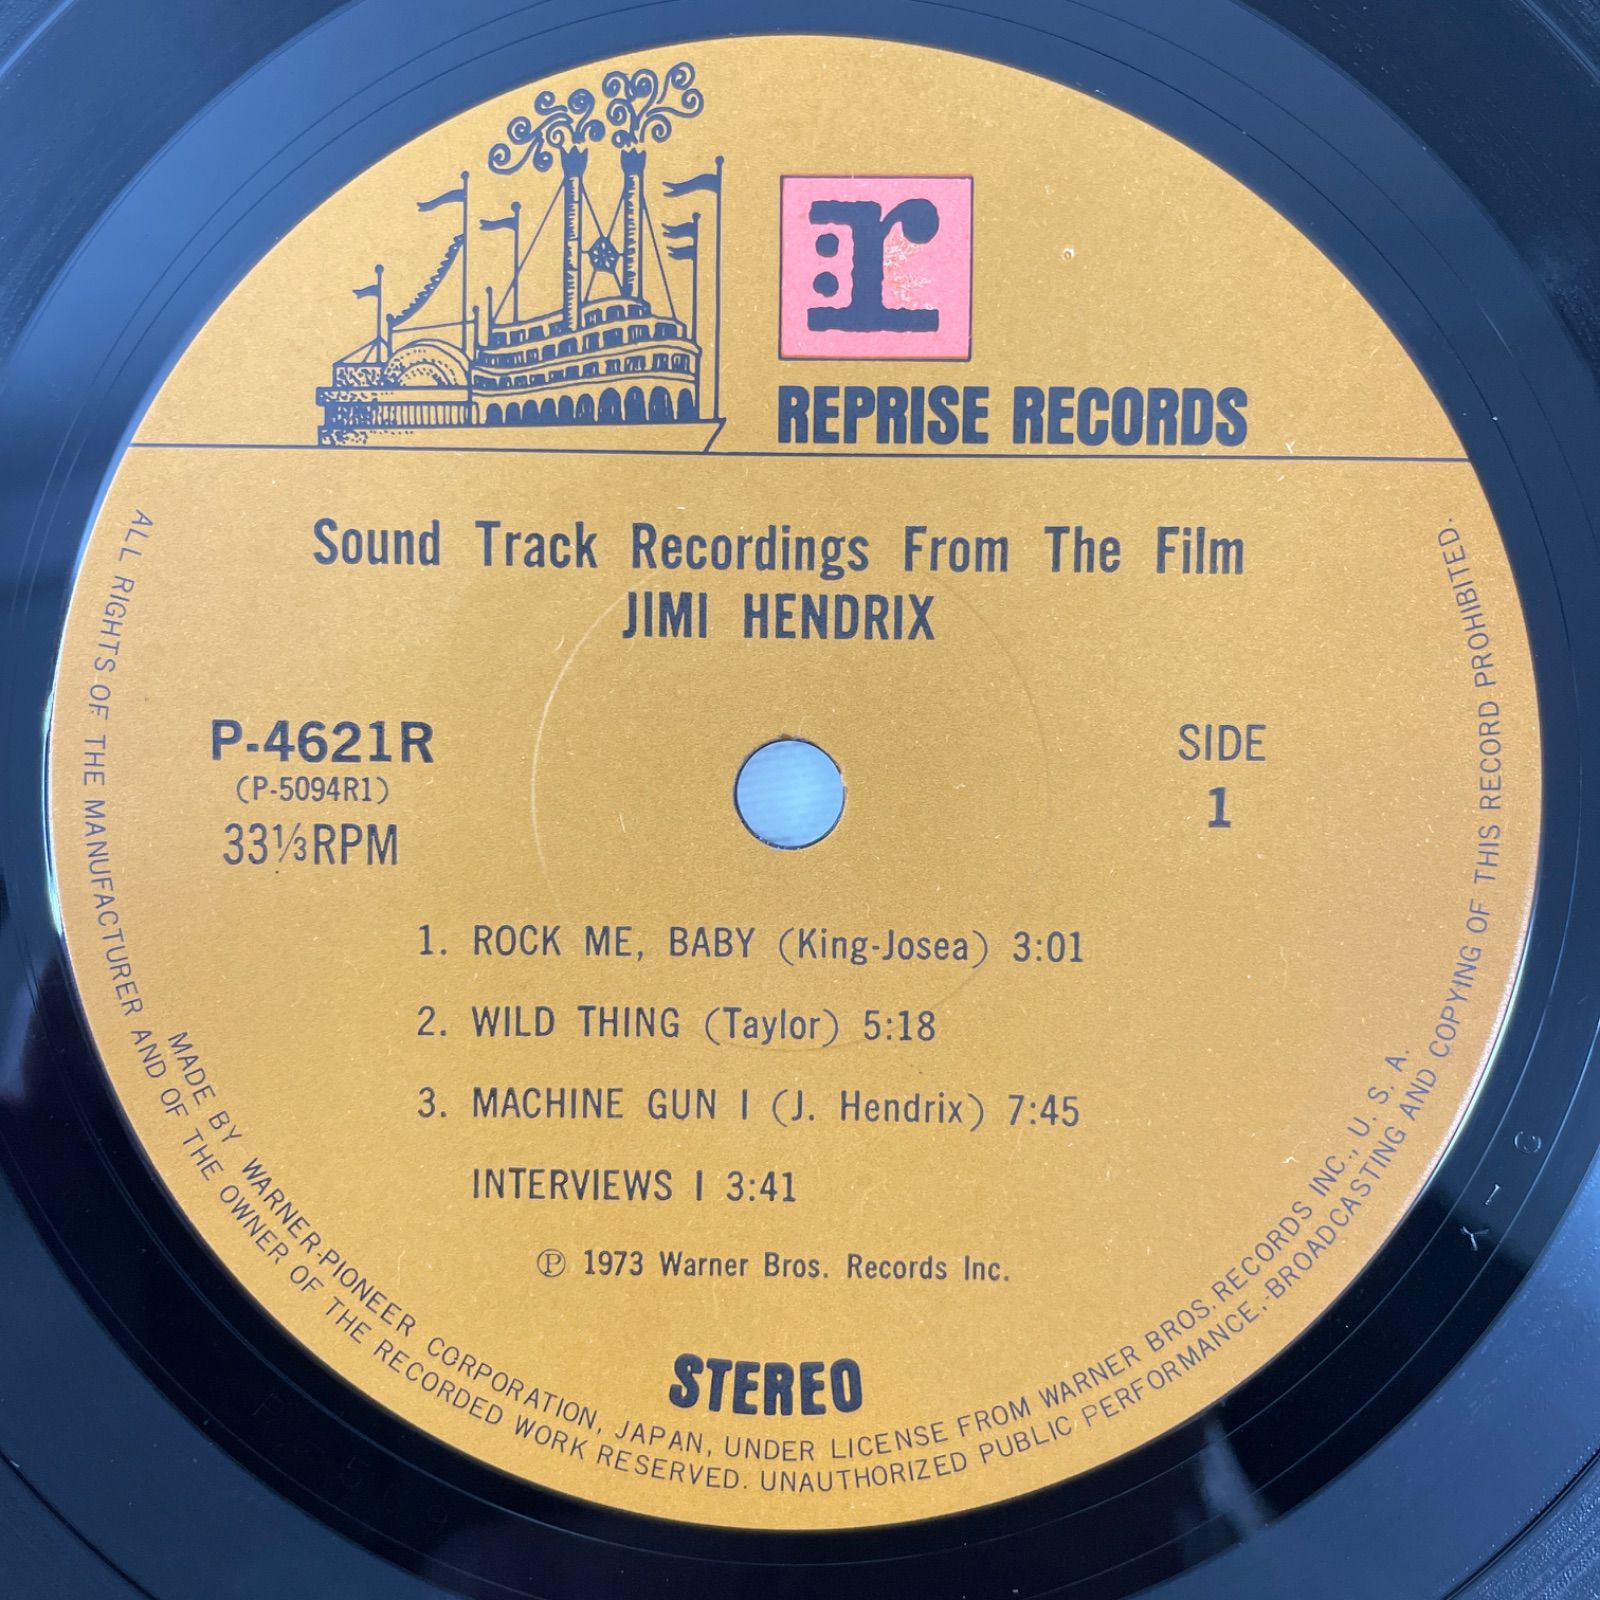 r:
REPRISE RECORDS
Sound Track Recordings From The Film
JIMI HENDRIX
P-4621R
(P-5094R1)
33⅓RPM
SIDE
1
1. ROCK ME, BABY (King-Josea) 3:01
2. WILD THING (Taylor) 5:18
3. MACHINE GUN I (J. Hendrix) 7:45
INTERVIEWS I 3:41
Ⓟ 1973 Warner Bros. Records Inc.
STEREO
MADE BY WARNER-PIONEER CORPORATION, JAPAN, UNDER LICENSE FROM WARNER BROS. RECORDS INC., U. S. A.
ALL RIGHTS OF THE MANUFACTURER AND OF THE OWNER OF THE RECORDED WORK RESERVED. UNAUTHORIZED PUBLIC PERFORMANCE, BROADCASTING AND COPYING OF THIS RECORD PROHIBITED.